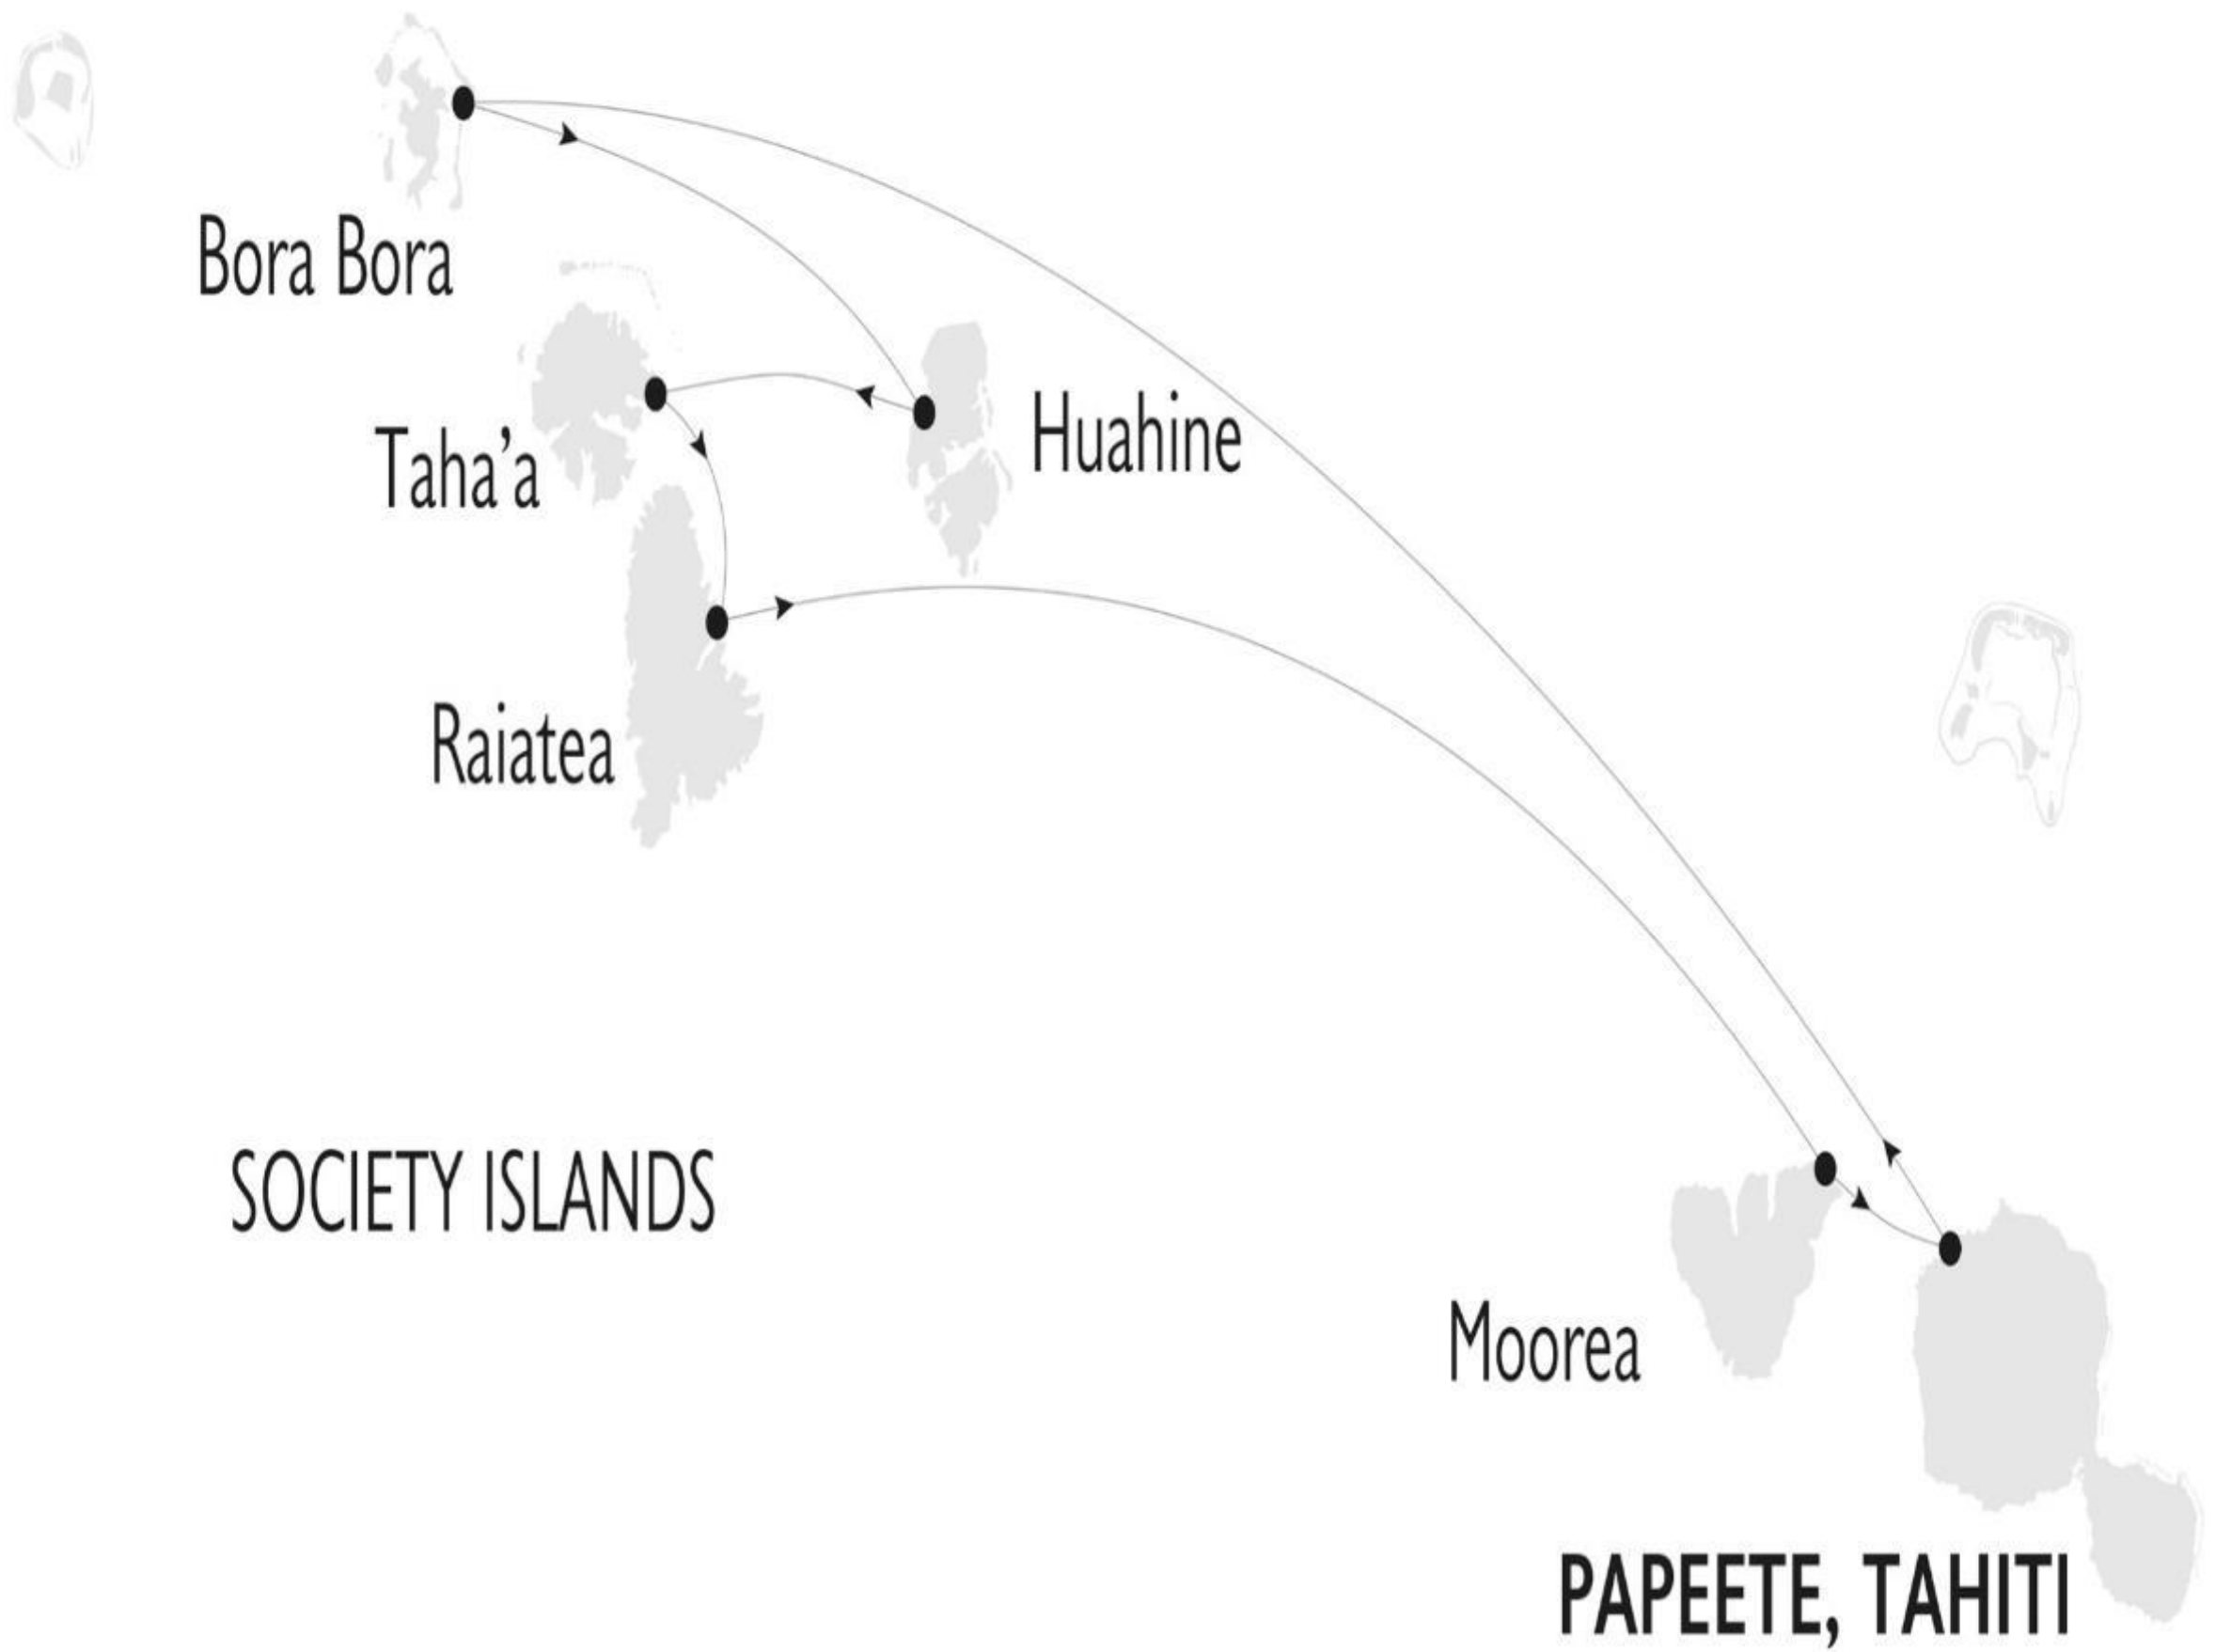 Bora Bora
Taha’a
Huahine
Raiatea
SOCIETY ISLANDS
Moorea
PAPEETE, TAHITI